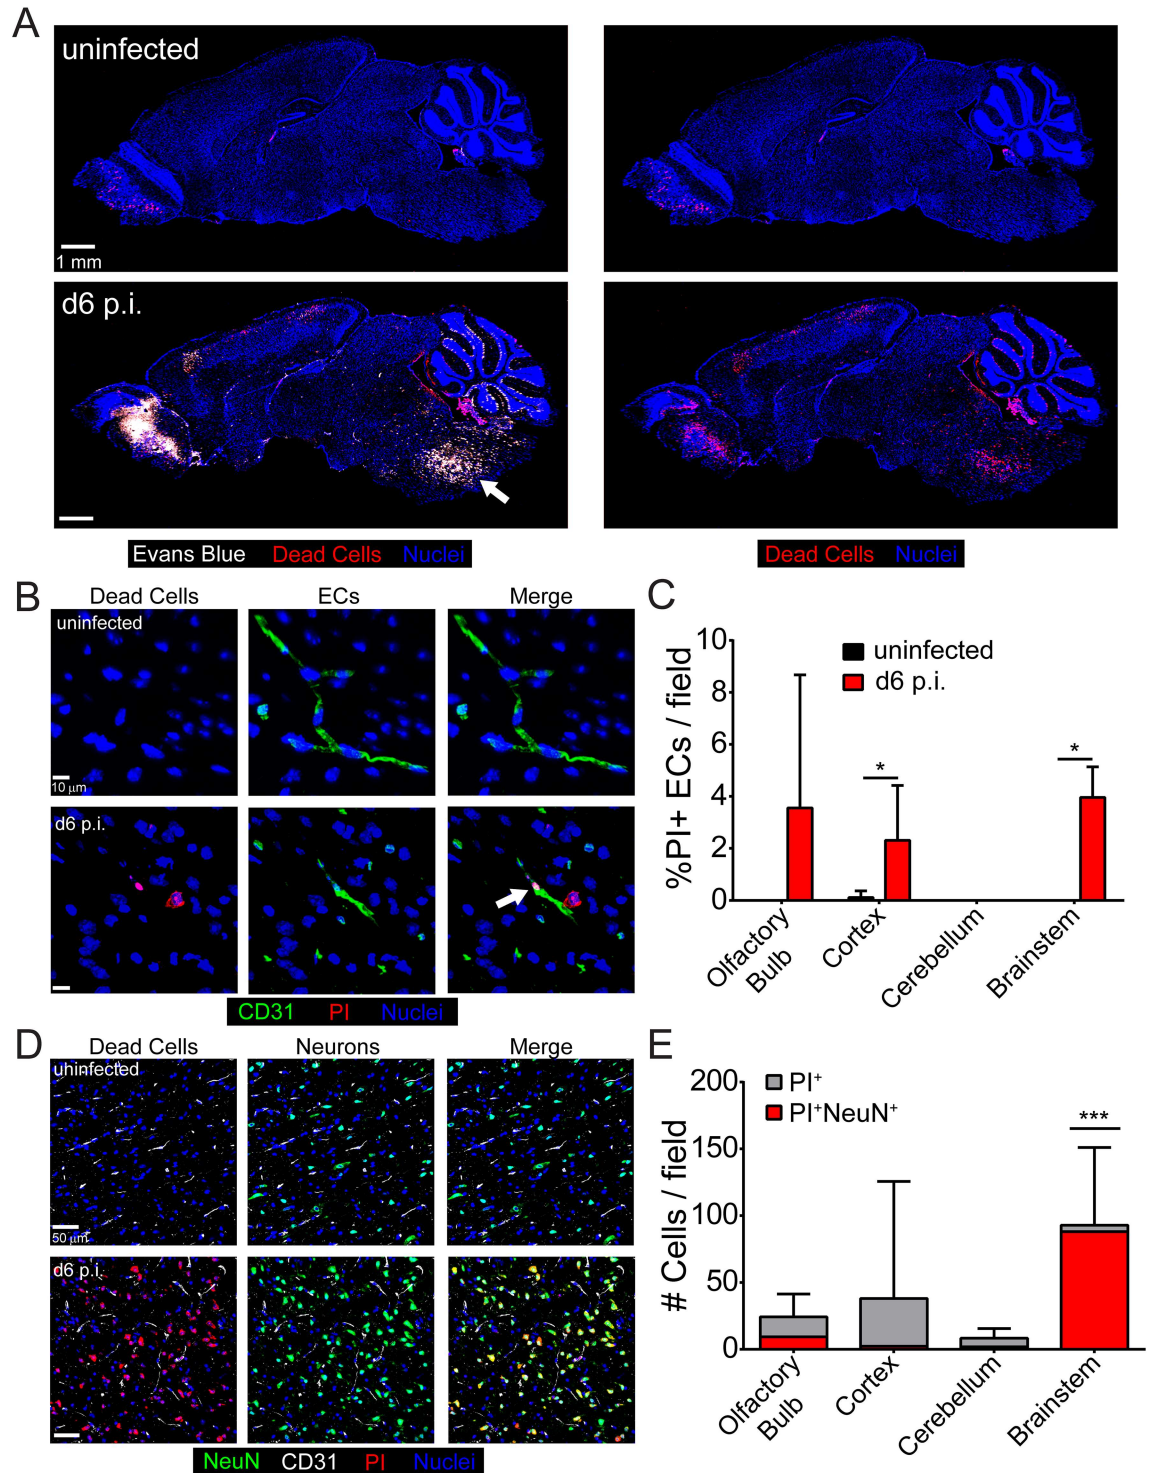 A
uninfected
1 mm
d6 p.i.
Evans Blue Dead Cells Nuclei
Dead Cells Nuclei
B
Dead Cells ECs Merge
uninfected
10 µm
d6 p.i.
CD31 PI Nuclei
C
%PI+ ECs / field
10
8
6
4
2
0
uninfected
d6 p.i.
*
*
Olfactory
Bulb
Cortex
Cerebellum
Brainstem
D
Dead Cells Neurons Merge
uninfected
50 µm
d6 p.i.
NeuN CD31 PI Nuclei
E
# Cells / field
200
150
100
50
0
PI⁺
PI⁺NeuN⁺
***
Olfactory
Bulb
Cortex
Cerebellum
Brainstem